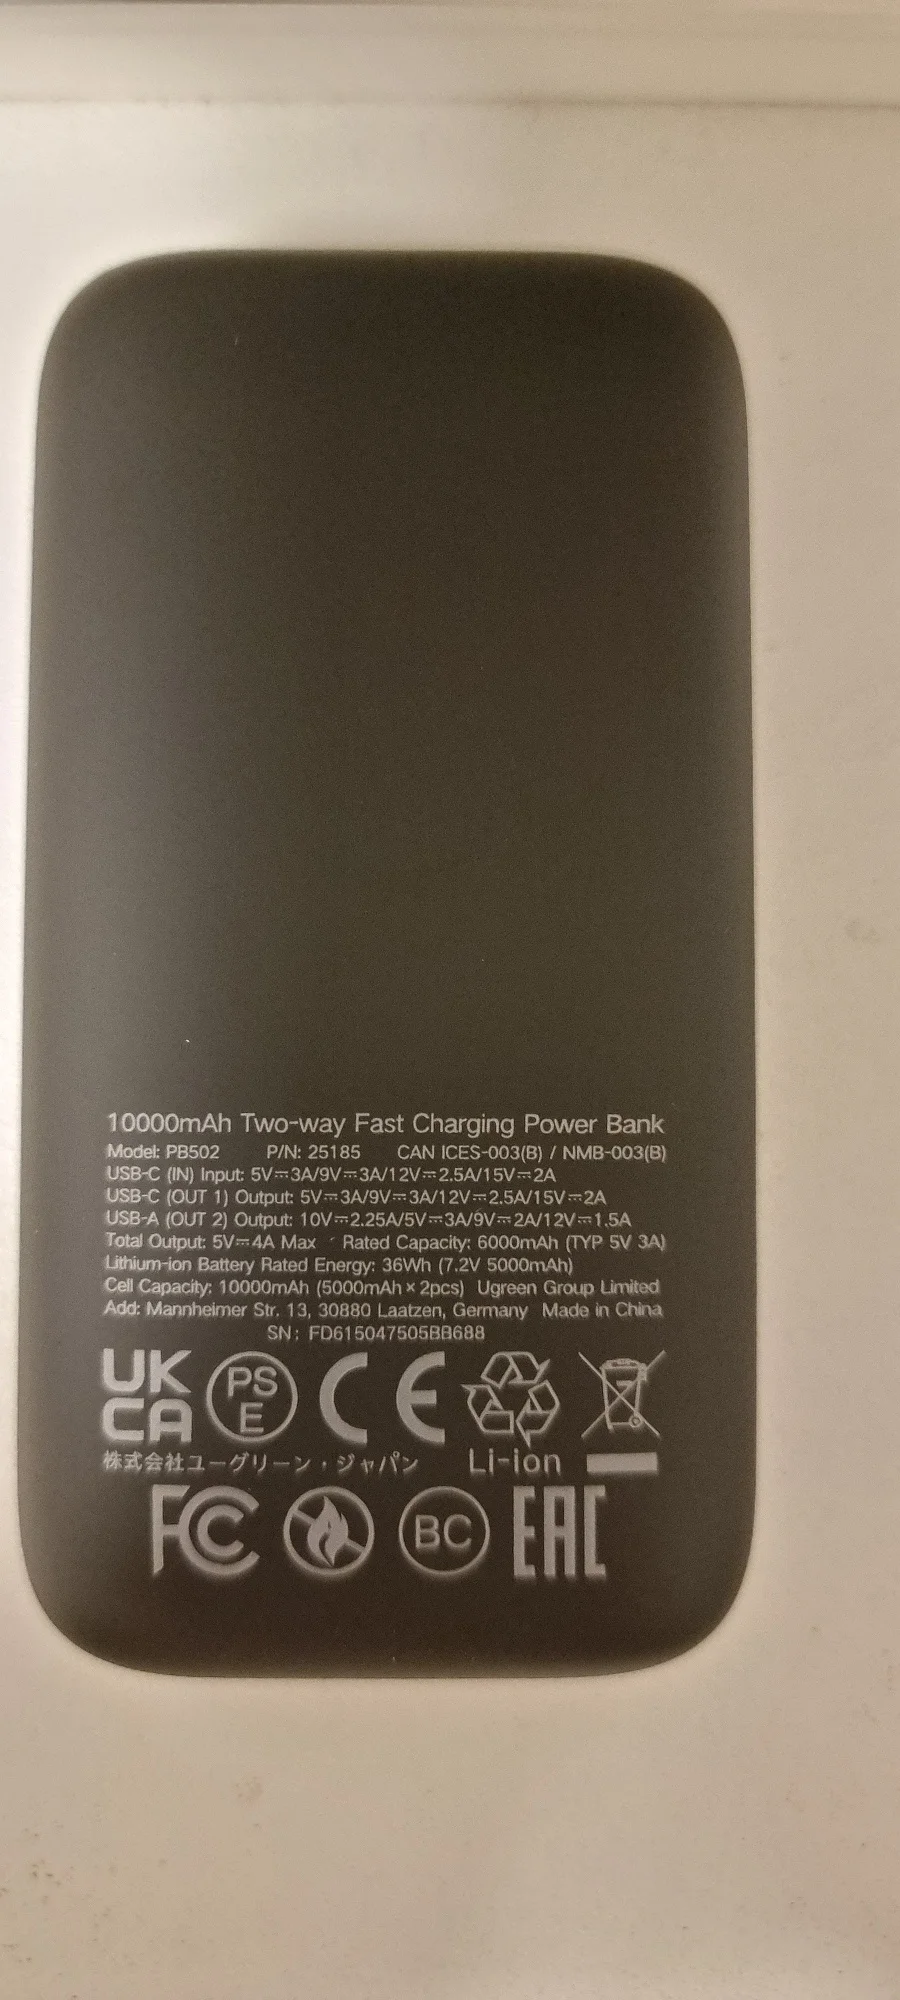 10000mAh Two-way Fast Charging Power Bank
Model: PB502 P/N: 25185 CAN ICES-003(B) / NMB-003(B)
USB-C (IN) Input: 5V⎓3A/9V⎓3A/12V⎓2.5A/15V⎓2A
USB-C (OUT 1) Output: 5V⎓3A/9V⎓3A/12V⎓2.5A/15V⎓2A
USB-A (OUT 2) Output: 10V⎓2.25A/5V⎓3A/9V⎓2A/12V⎓1.5A
Total Output: 5V⎓4A Max Rated Capacity: 6000mAh (TYP 5V 3A)
Lithium-ion Battery Rated Energy: 36Wh (7.2V 5000mAh)
Cell Capacity: 10000mAh (5000mAh×2pcs) Ugreen Group Limited
Add: Mannheimer Str. 13, 30880 Laatzen, Germany Made in China
SN: FD615047505BB688
UK CA PS E CE
株式会社ユーグリーン・ジャパン Li-ion
FC BC EAC